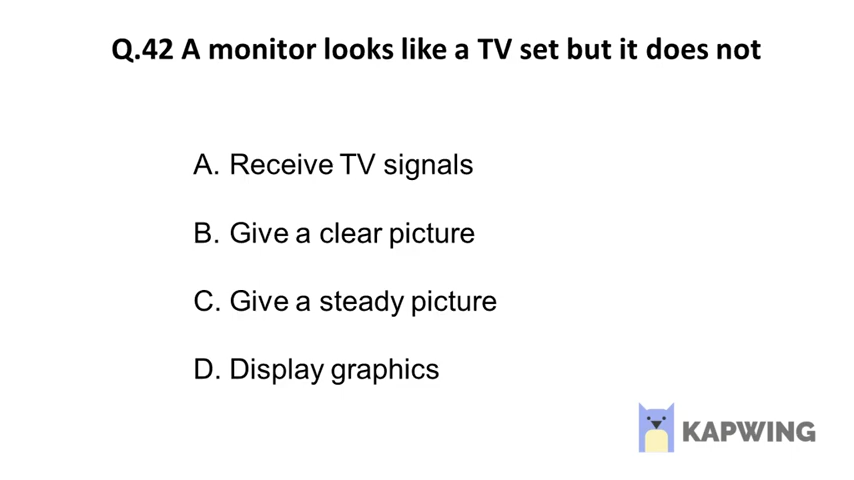 Q.42 A monitor looks like a TV set but it does not
A. Receive TV signals
B. Give a clear picture
C. Give a steady picture
D. Display graphics
KAPWING